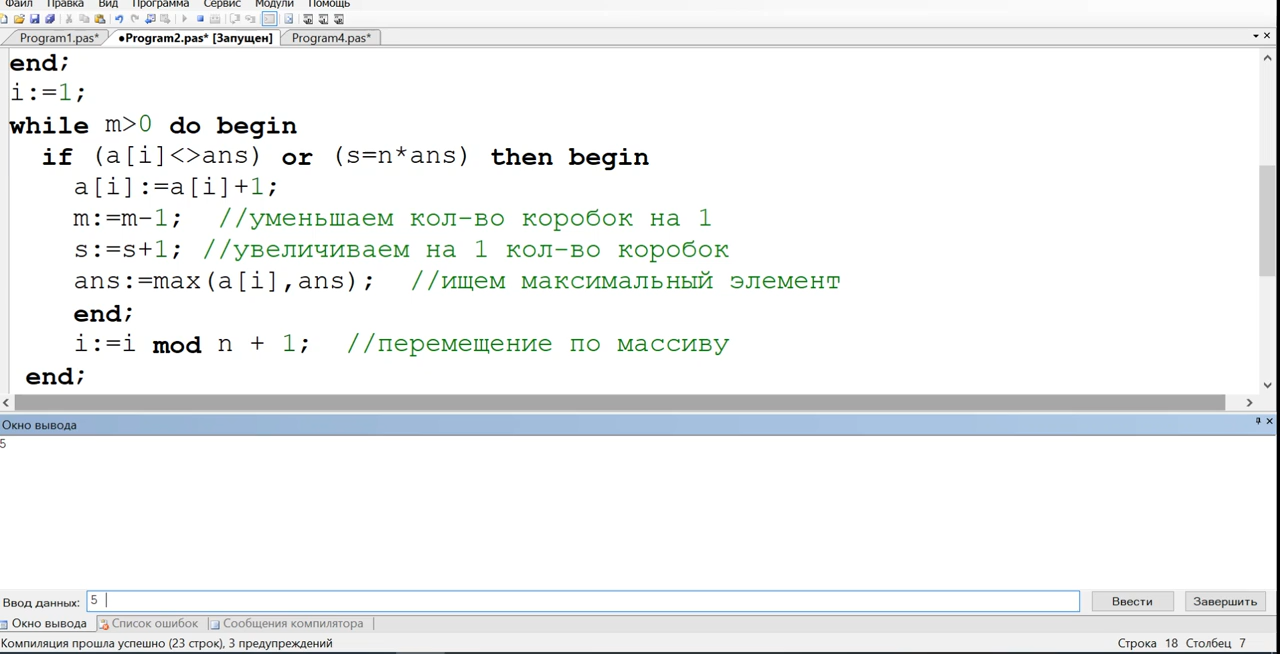 Файл Правка Вид Программа Сервис Модули Помощь
Program1.pas* •Program2.pas* [Запущен] Program4.pas*
end;
i:=1;
while m>0 do begin
if (a[i]<>ans) or (s=n*ans) then begin
a[i]:=a[i]+1;
m:=m-1; //уменьшаем кол-во коробок на 1
s:=s+1; //увеличиваем на 1 кол-во коробок
ans:=max(a[i],ans); //ищем максимальный элемент
end;
i:=i mod n + 1; //перемещение по массиву
end;
Окно вывода
5
Ввод данных: 5 Ввести Завершить
Окно вывода Список ошибок Сообщения компилятора
Компиляция прошла успешно (23 строк), 3 предупреждений Строка 18 Столбец 7